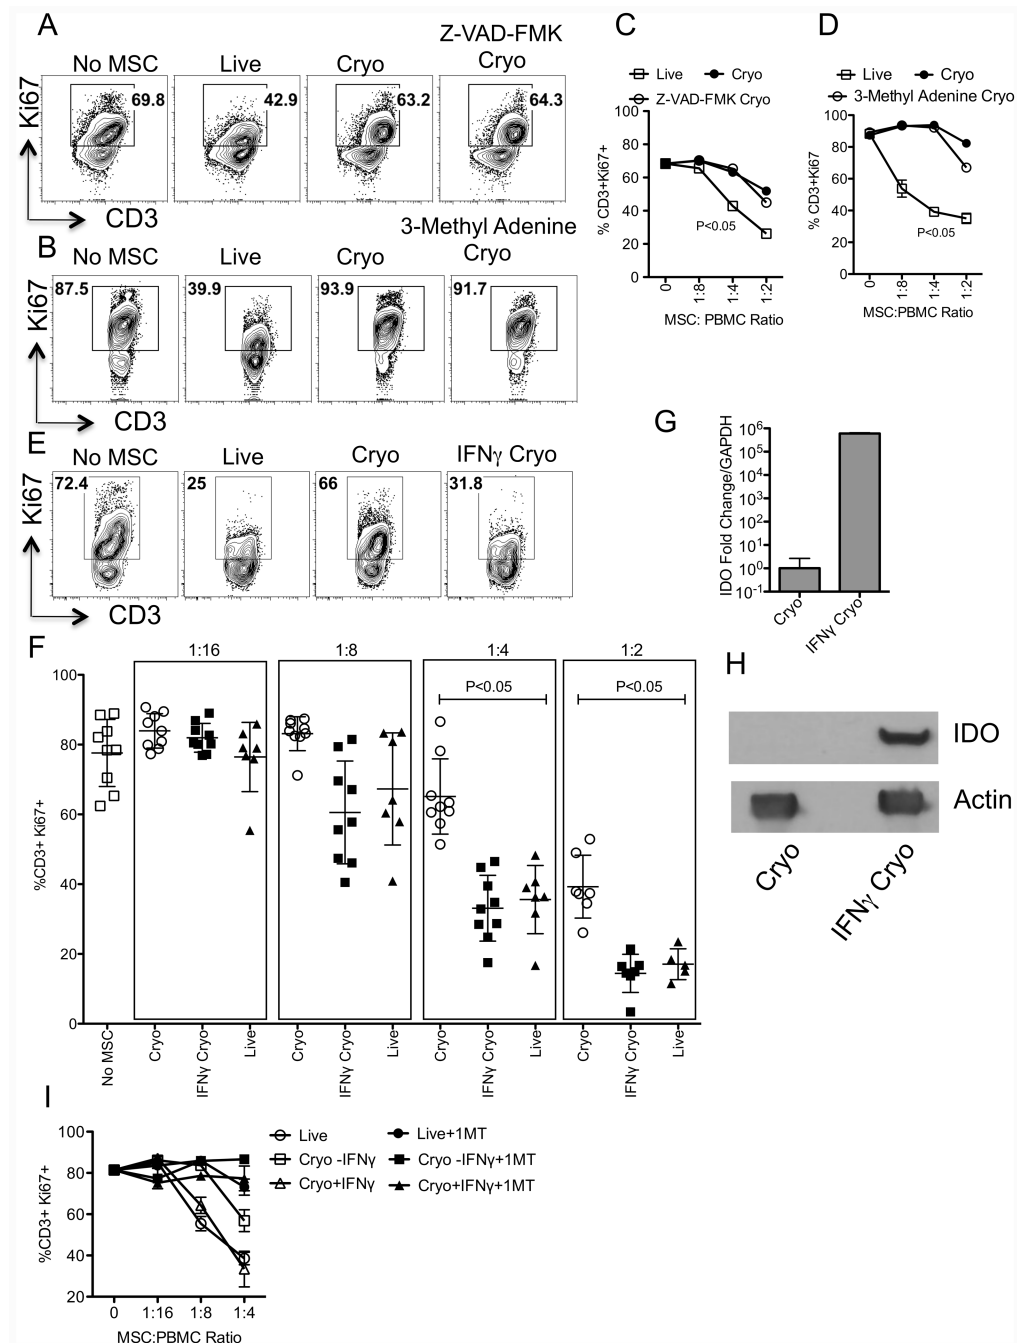 A
No MSC
Live
Cryo
Z-VAD-FMK
Cryo
69.8
42.9
63.2
64.3
Ki67
CD3
B
No MSC
Live
Cryo
3-Methyl Adenine
Cryo
87.5
39.9
93.9
91.7
Ki67
CD3
C
Live
Cryo
Z-VAD-FMK Cryo
% CD3+Ki67+
100
80
60
40
20
0
P<0.05
0
1:8
1:4
1:2
MSC: PBMC Ratio
D
Live
Cryo
3-Methyl Adenine Cryo
% CD3+Ki67
100
80
60
40
20
0
P<0.05
0
1:8
1:4
1:2
MSC:PBMC Ratio
E
No MSC
Live
Cryo
IFNγ Cryo
72.4
25
66
31.8
Ki67
CD3
G
IDO Fold Change/GAPDH
10^6
10^5
10^4
10^3
10^2
10^1
10^0
10^-1
Cryo
IFNγ Cryo
F
1:16
1:8
1:4
1:2
P<0.05
P<0.05
%CD3+ Ki67+
100
80
60
40
20
0
No MSC
Cryo
IFNγ Cryo
Live
Cryo
IFNγ Cryo
Live
Cryo
IFNγ Cryo
Live
Cryo
IFNγ Cryo
Live
H
IDO
Actin
Cryo
IFNγ Cryo
I
Live
Live+1MT
Cryo -IFNγ
Cryo -IFNγ+1MT
Cryo+IFNγ
Cryo+IFNγ+1MT
%CD3+ Ki67+
100
80
60
40
20
0
1:16
1:8
1:4
MSC:PBMC Ratio